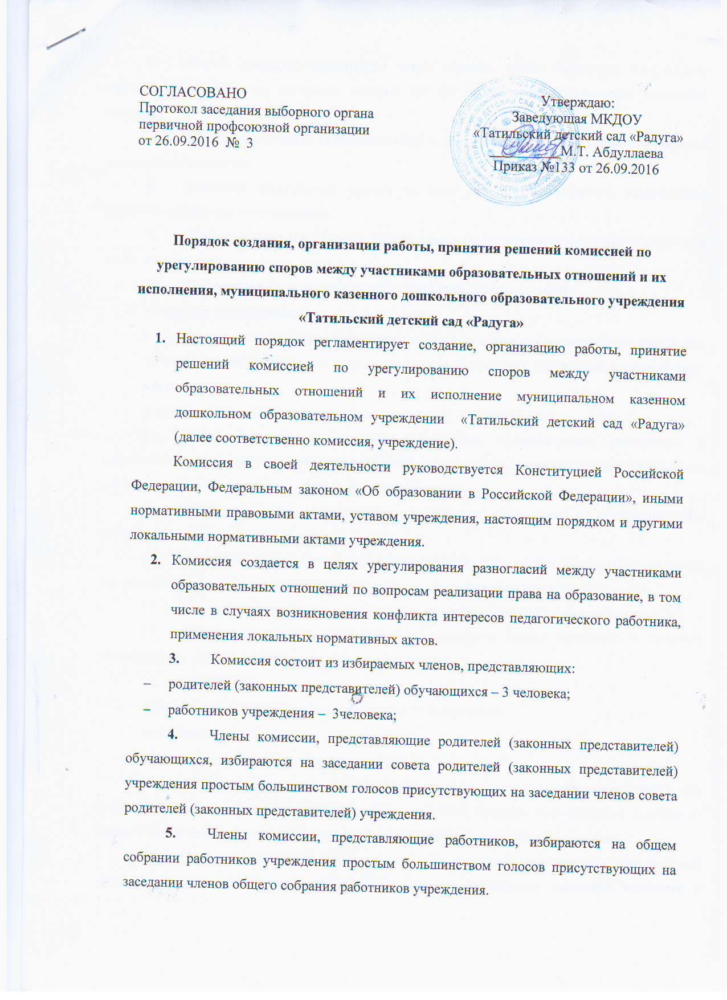 СОГЛАСОВАНО
Протокол заседания выборного органа
первичной профсоюзной организации
от 26.09.2016 № 3
Утверждаю:
Заведующая МКДОУ
«Татильский детский сад «Радуга»
__________М.Т. Абдуллаева
Приказ №133 от 26.09.2016
Порядок создания, организации работы, принятия решений комиссией по
урегулированию споров между участниками образовательных отношений и их
исполнения, муниципального казенного дошкольного образовательного учреждения
«Татильский детский сад «Радуга»
1. Настоящий порядок регламентирует создание, организацию работы, принятие
решений комиссией по урегулированию споров между участниками
образовательных отношений и их исполнение муниципальном казенном
дошкольном образовательном учреждении «Татильский детский сад «Радуга»
(далее соответственно комиссия, учреждение).
Комиссия в своей деятельности руководствуется Конституцией Российской
Федерации, Федеральным законом «Об образовании в Российской Федерации», иными
нормативными правовыми актами, уставом учреждения, настоящим порядком и другими
локальными нормативными актами учреждения.
2. Комиссия создается в целях урегулирования разногласий между участниками
образовательных отношений по вопросам реализации права на образование, в том
числе в случаях возникновения конфликта интересов педагогического работника,
применения локальных нормативных актов.
3. Комиссия состоит из избираемых членов, представляющих:
– родителей (законных представителей) обучающихся – 3 человека;
– работников учреждения – 3человека;
4. Члены комиссии, представляющие родителей (законных представителей)
обучающихся, избираются на заседании совета родителей (законных представителей)
учреждения простым большинством голосов присутствующих на заседании членов совета
родителей (законных представителей) учреждения.
5. Члены комиссии, представляющие работников, избираются на общем
собрании работников учреждения простым большинством голосов присутствующих на
заседании членов общего собрания работников учреждения.